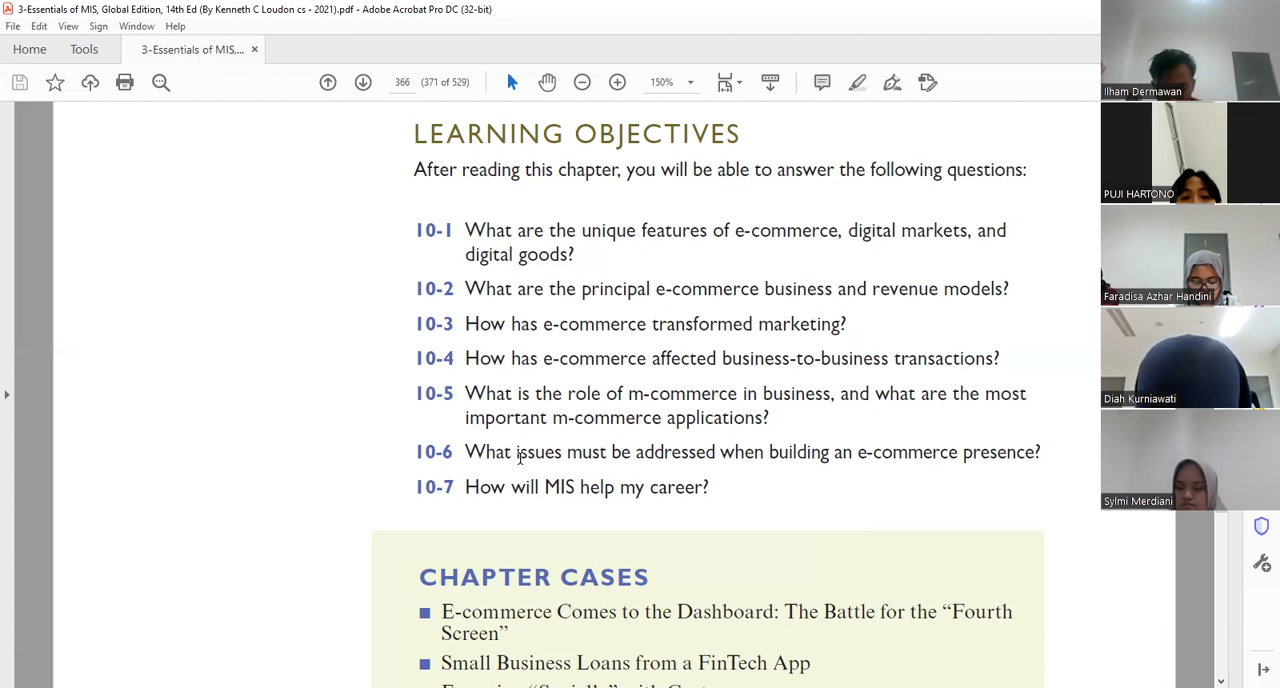 3-Essentials of MIS, Global Edition, 14th Ed (By Kenneth C Loudon cs - 2021).pdf - Adobe Acrobat Pro DC (32-bit)
File Edit View Sign Window Help
Home Tools 3-Essentials of MIS,... ×
366 (371 of 529) 150%
LEARNING OBJECTIVES
After reading this chapter, you will be able to answer the following questions:
10-1 What are the unique features of e-commerce, digital markets, and
digital goods?
10-2 What are the principal e-commerce business and revenue models?
10-3 How has e-commerce transformed marketing?
10-4 How has e-commerce affected business-to-business transactions?
10-5 What is the role of m-commerce in business, and what are the most
important m-commerce applications?
10-6 What issues must be addressed when building an e-commerce presence?
10-7 How will MIS help my career?
CHAPTER CASES
E-commerce Comes to the Dashboard: The Battle for the “Fourth
Screen”
Small Business Loans from a FinTech App
Ilham Dermawan
PUJI HARTONO
Faradisa Azhar Handini
Diah Kurniawati
Sylmi Merdiani